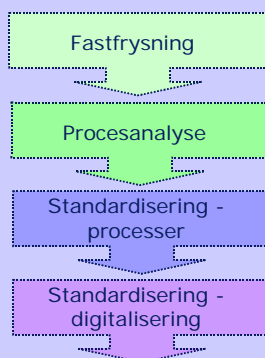 Fastfrysning
Procesanalyse
Standardisering -
processer
Standardisering -
digitalisering